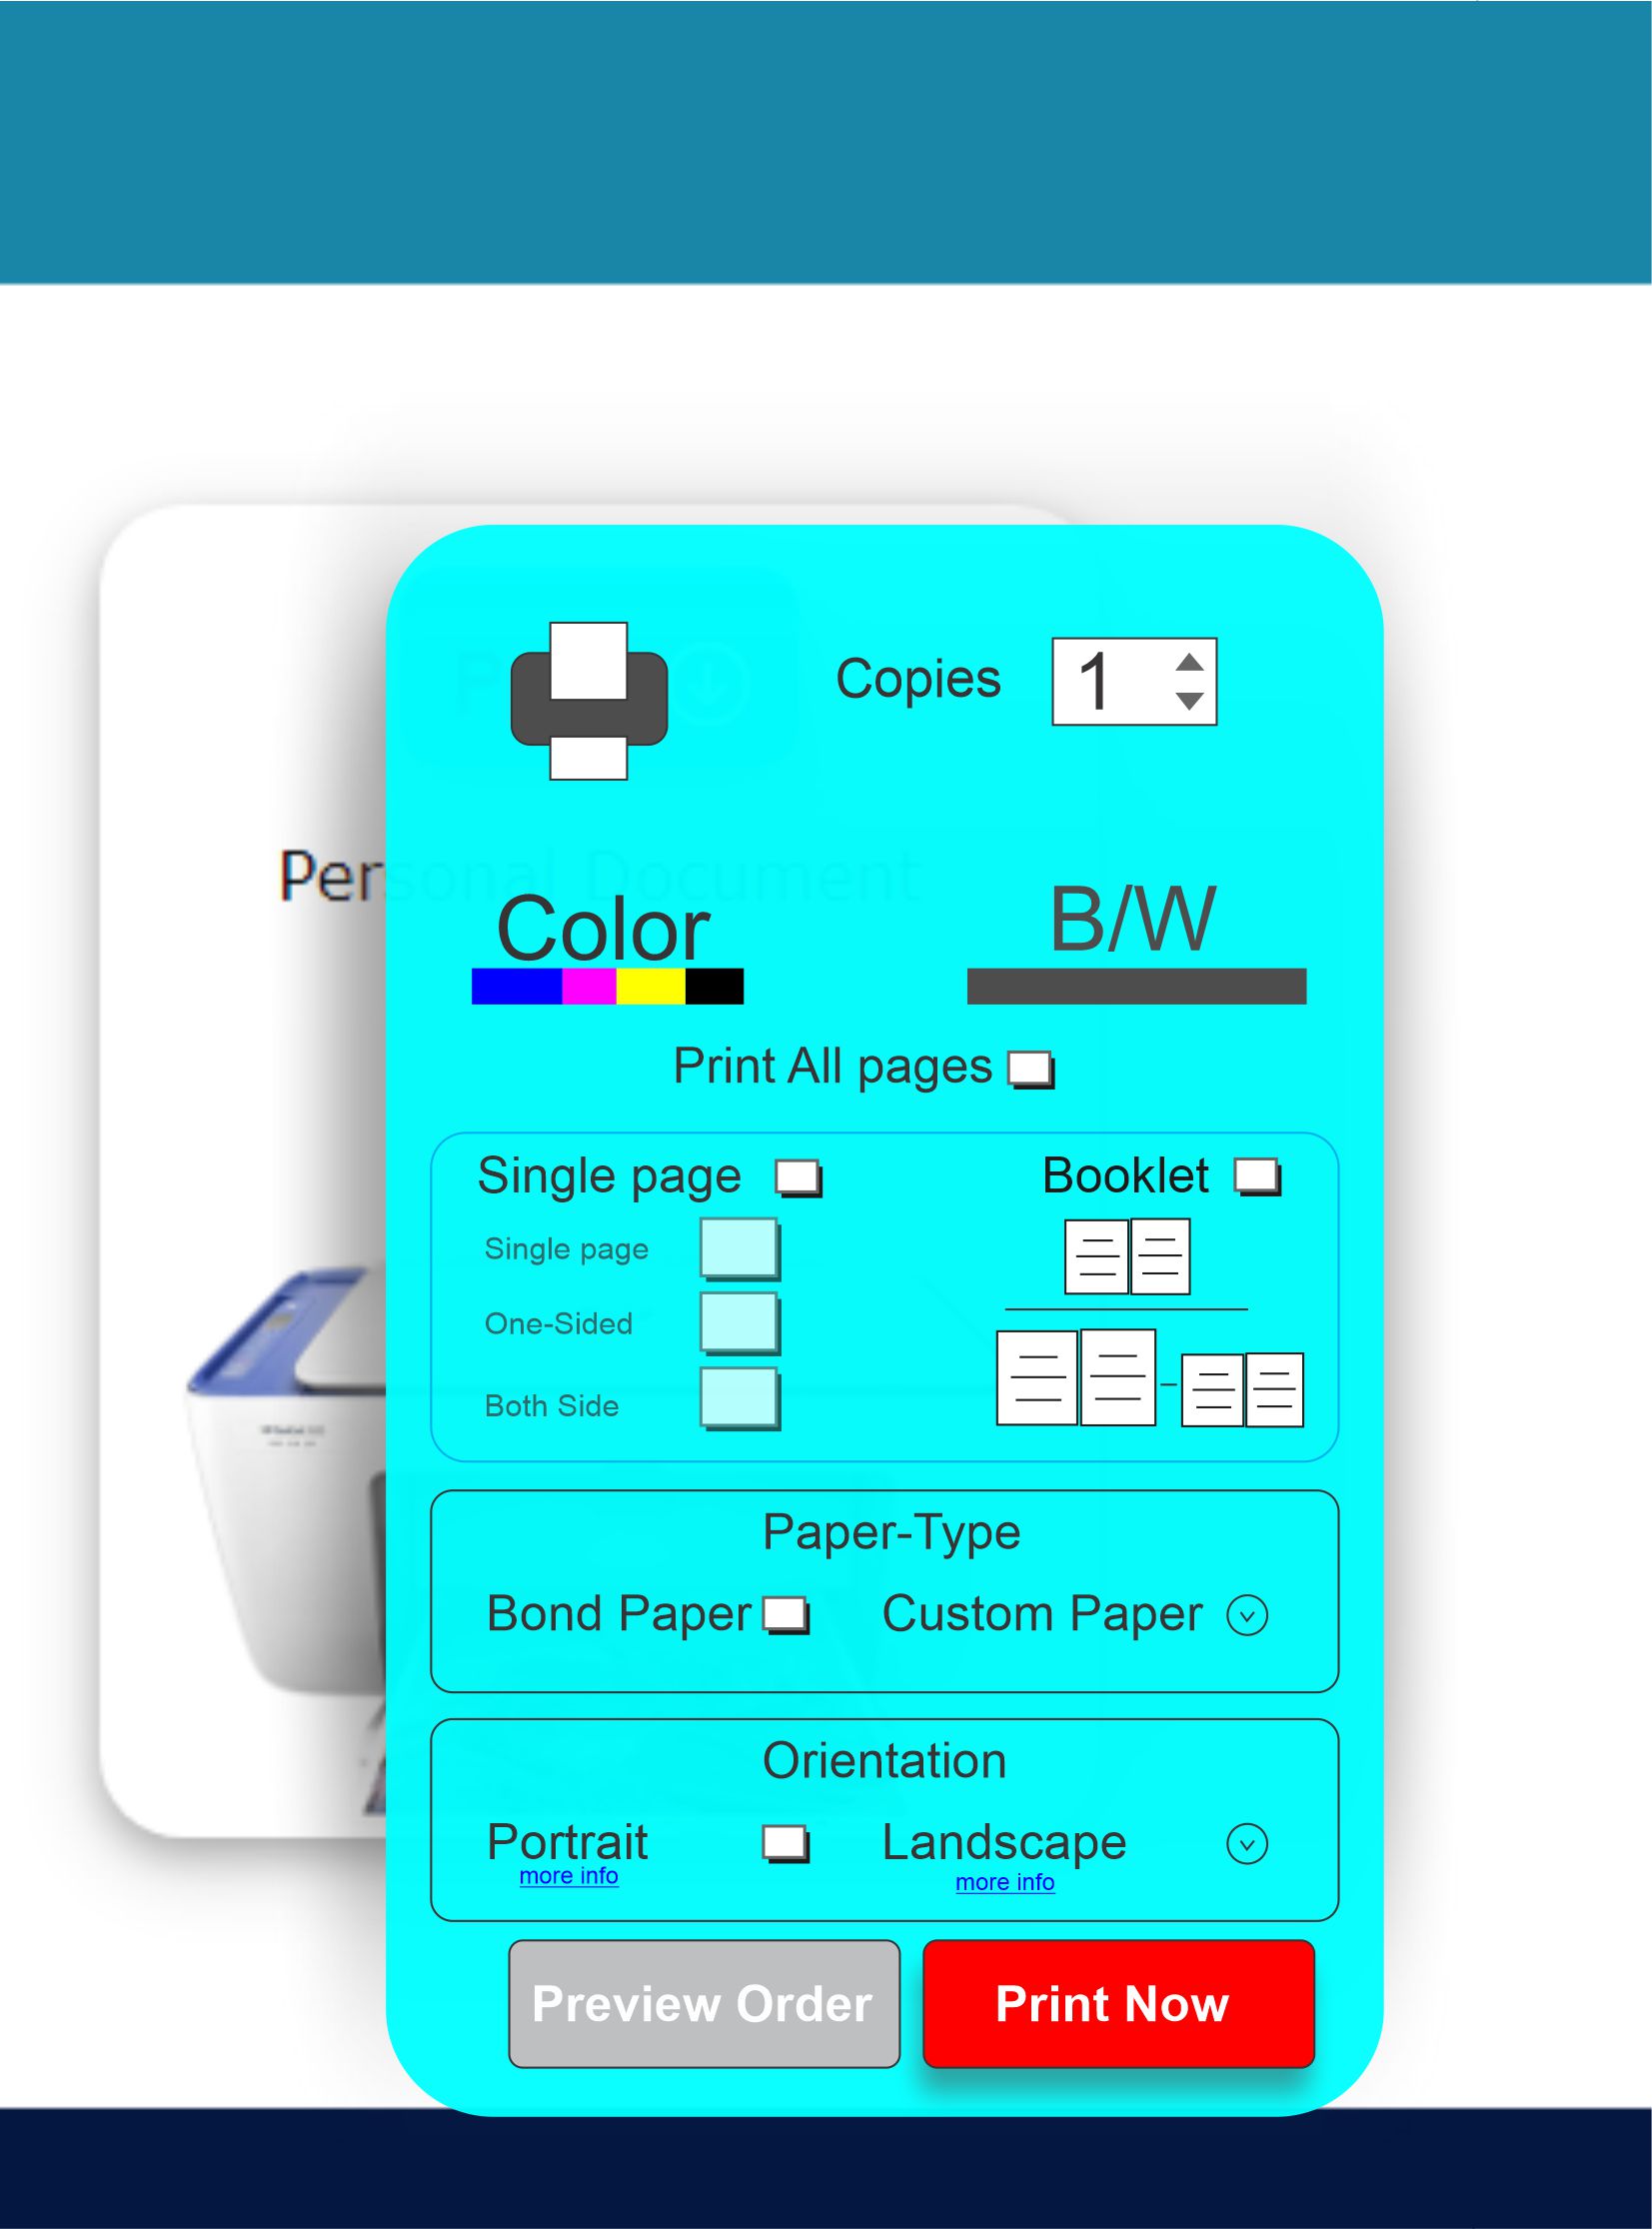 Copies 1
Personal Document
Color B/W
Print All pages
Single page Booklet
Single page
One-Sided
Both Side
Paper-Type
Bond Paper Custom Paper
Orientation
Portrait Landscape
more info more info
Preview Order Print Now